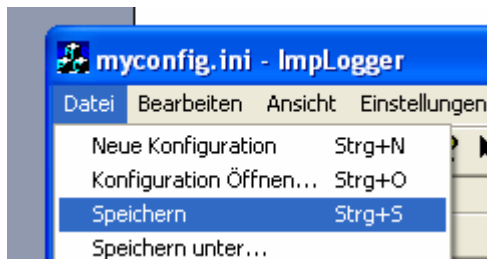 myconfig.ini - ImpLogger
Datei Bearbeiten Ansicht Einstellungen
Neue Konfiguration Strg+N
Konfiguration Öffnen... Strg+O
Speichern Strg+S
Speichern unter...